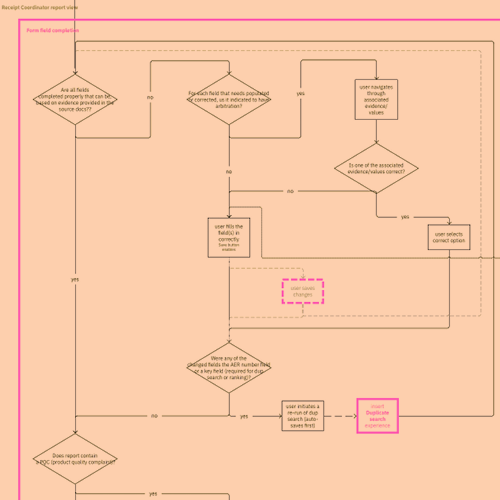 Receipt Coordinator report view
Form field completion
Are all fields
completed properly that can be
based on evidence provided in the
source docs??
no
For each field that needs populated
or corrected, us it indicated to have
arbitration?
yes
user navigates
through
associated
evidence/
values
Is one of the associated
evidence/values correct?
no
no
yes
user fills the
field(s) in
correctly
user selects
correct option
yes
user saves
changes
Were any of the
changed fields the AER number field
or a key field (required for dup
search or ranking)?
no
yes
user initiates a
re-run of dup
search (auto-
saves first)
insert
Duplicate
search
experience
Does report contain
a PQC (product quality complaint)?
yes